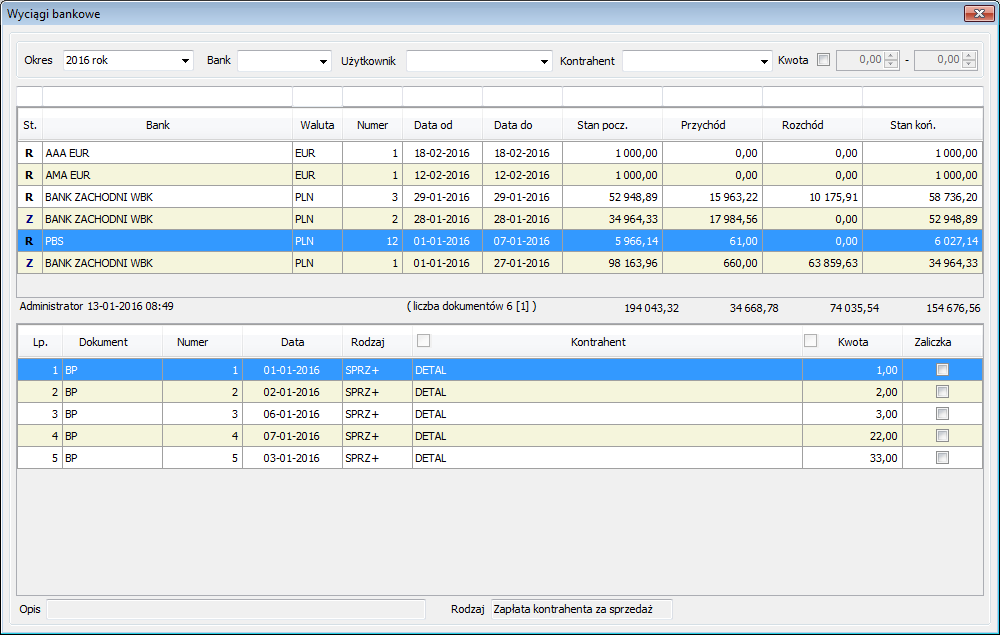 Wyciągi bankowe
Okres 2016 rok Bank Użytkownik Kontrahent Kwota 0,00 - 0,00
St. Bank Waluta Numer Data od Data do Stan pocz. Przychód Rozchód Stan koń.
R AAA EUR EUR 1 18-02-2016 18-02-2016 1 000,00 0,00 0,00 1 000,00
R AMA EUR EUR 1 12-02-2016 12-02-2016 1 000,00 0,00 0,00 1 000,00
R BANK ZACHODNI WBK PLN 3 29-01-2016 29-01-2016 52 948,89 15 963,22 10 175,91 58 736,20
Z BANK ZACHODNI WBK PLN 2 28-01-2016 28-01-2016 34 964,33 17 984,56 0,00 52 948,89
R PBS PLN 12 01-01-2016 07-01-2016 5 966,14 61,00 0,00 6 027,14
Z BANK ZACHODNI WBK PLN 1 01-01-2016 27-01-2016 98 163,96 660,00 63 859,63 34 964,33
Administrator 13-01-2016 08:49 ( liczba dokumentów 6 [1] ) 194 043,32 34 668,78 74 035,54 154 676,56
Lp. Dokument Numer Data Rodzaj Kontrahent Kwota Zaliczka
1 BP 1 01-01-2016 SPRZ+ DETAL 1,00
2 BP 2 02-01-2016 SPRZ+ DETAL 2,00
3 BP 3 06-01-2016 SPRZ+ DETAL 3,00
4 BP 4 07-01-2016 SPRZ+ DETAL 22,00
5 BP 5 03-01-2016 SPRZ+ DETAL 33,00
Opis Rodzaj Zapłata kontrahenta za sprzedaż